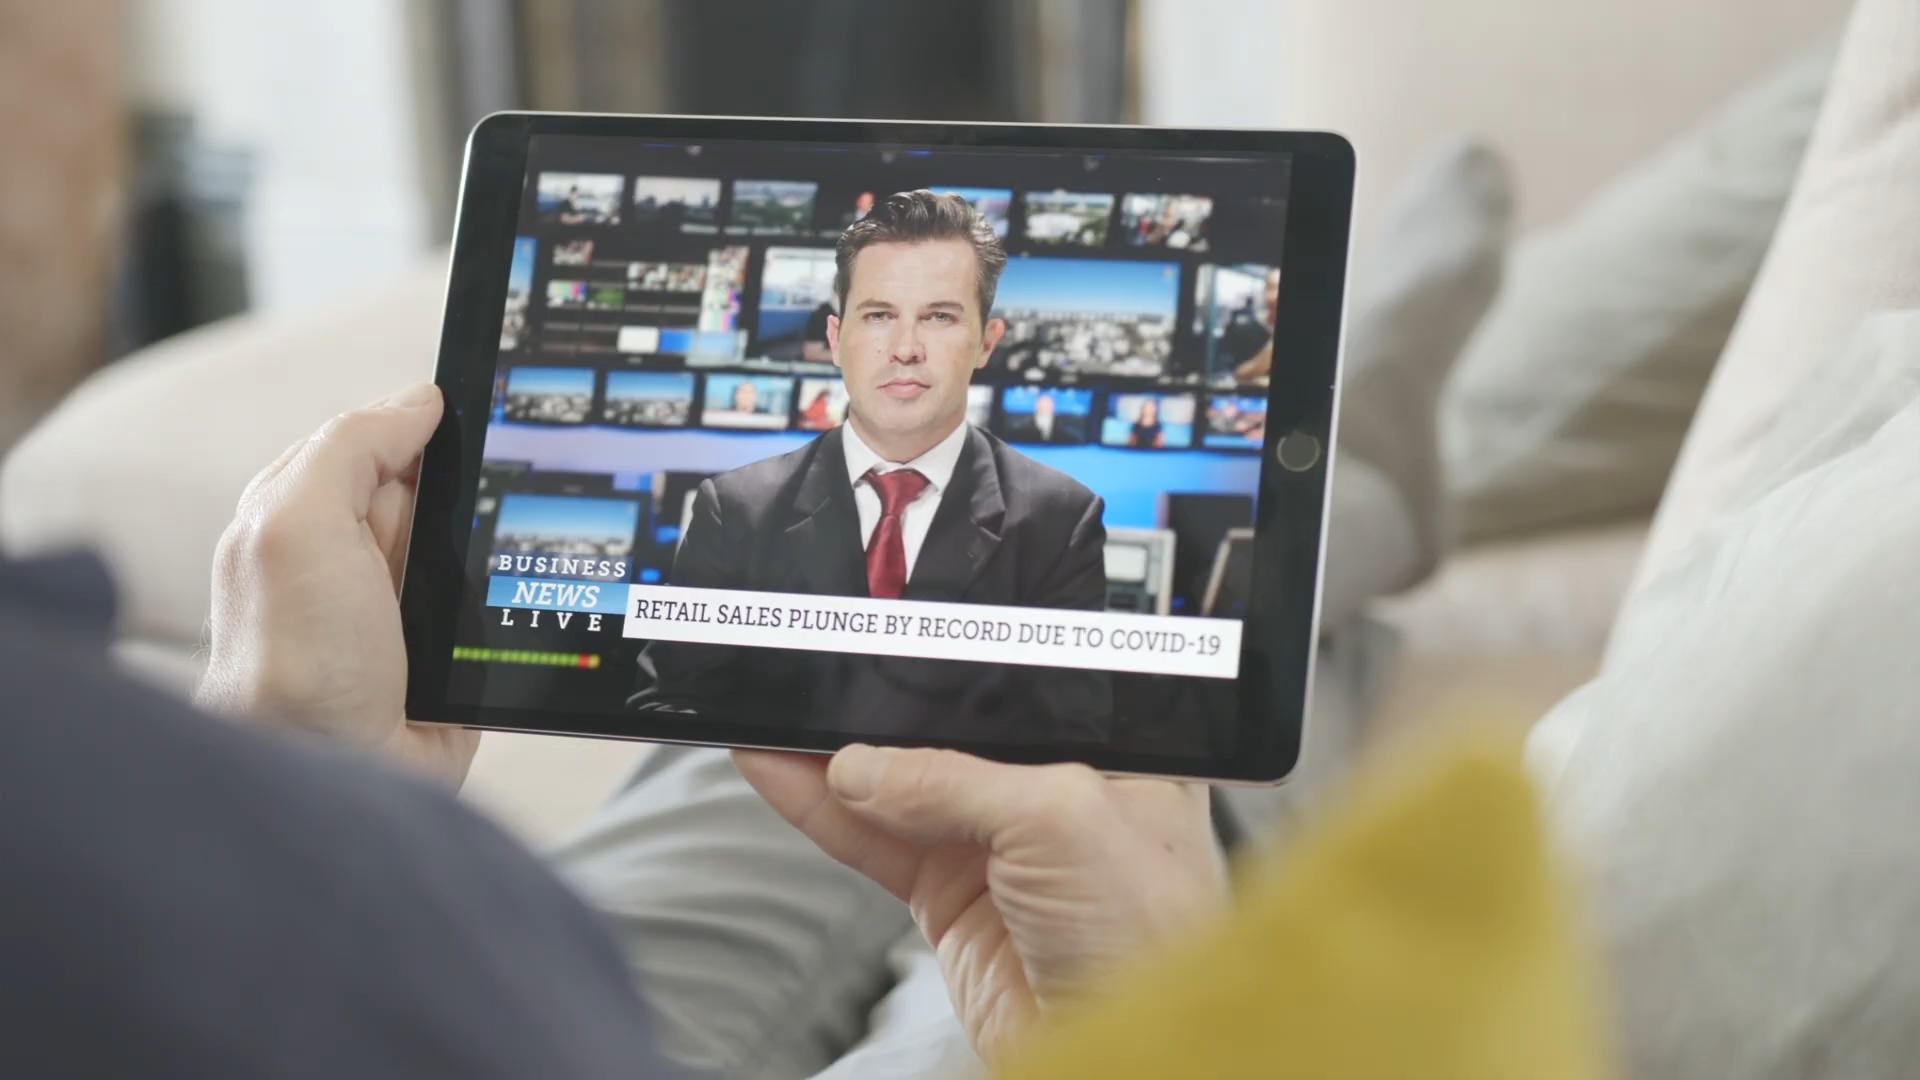 BUSINESS
NEWS
LIVE
RETAIL SALES PLUNGE BY RECORD DUE TO COVID-19